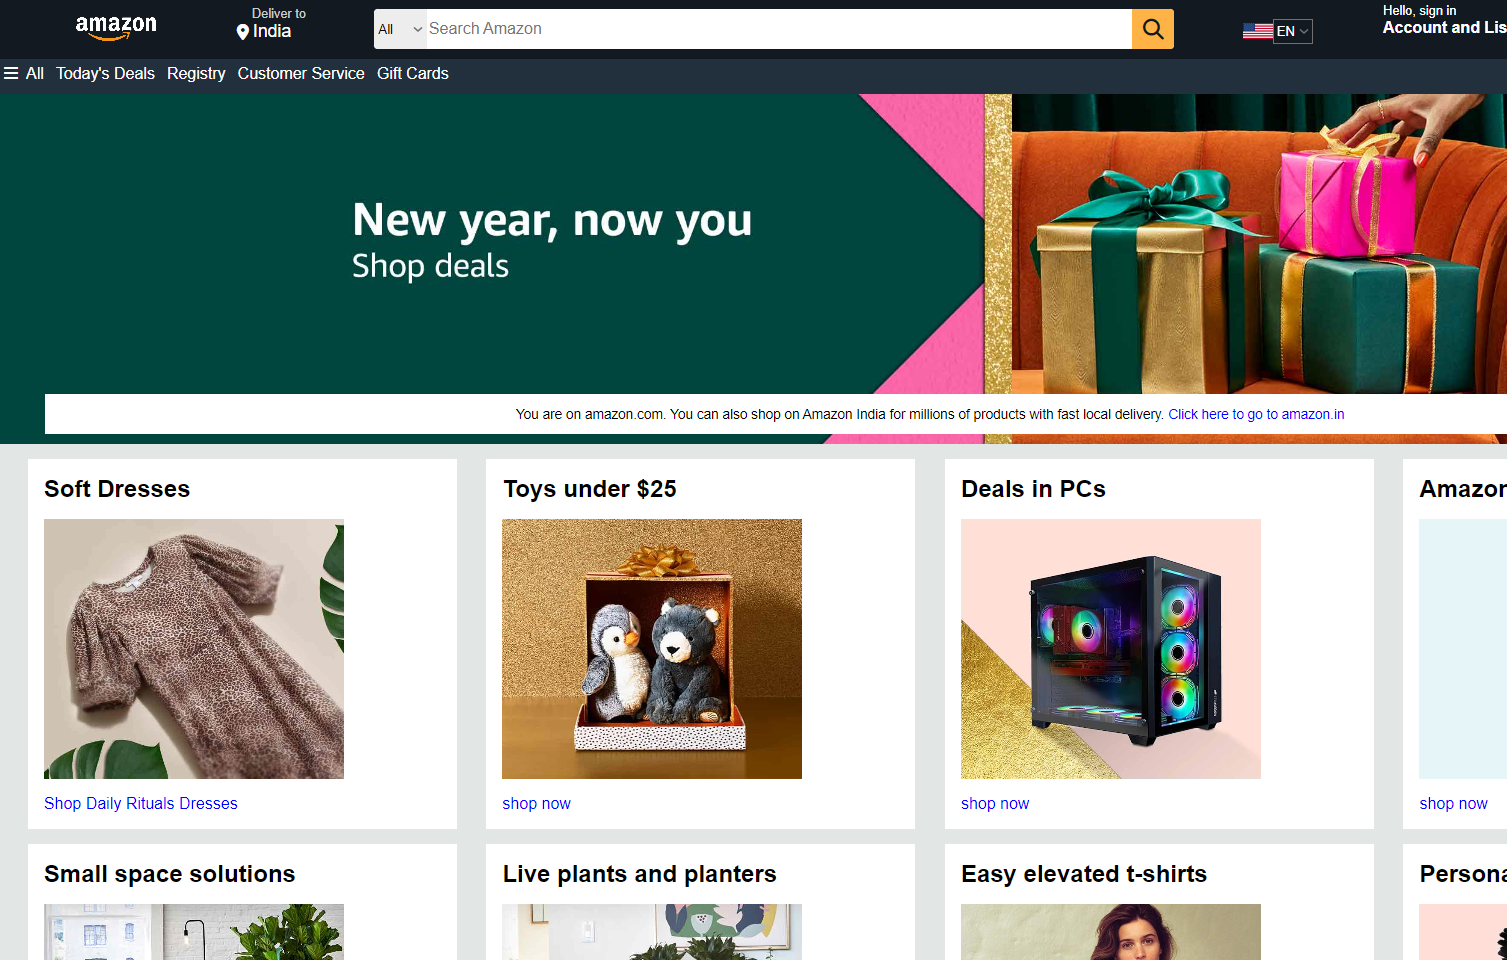 amazon
Deliver to
India
All
Search Amazon
EN
Hello, sign in
Account and Lis
All Today's Deals Registry Customer Service Gift Cards
New year, now you
Shop deals
You are on amazon.com. You can also shop on Amazon India for millions of products with fast local delivery. Click here to go to amazon.in
Soft Dresses
Toys under $25
Deals in PCs
Amazon
Shop Daily Rituals Dresses
shop now
shop now
shop now
Small space solutions
Live plants and planters
Easy elevated t-shirts
Persona